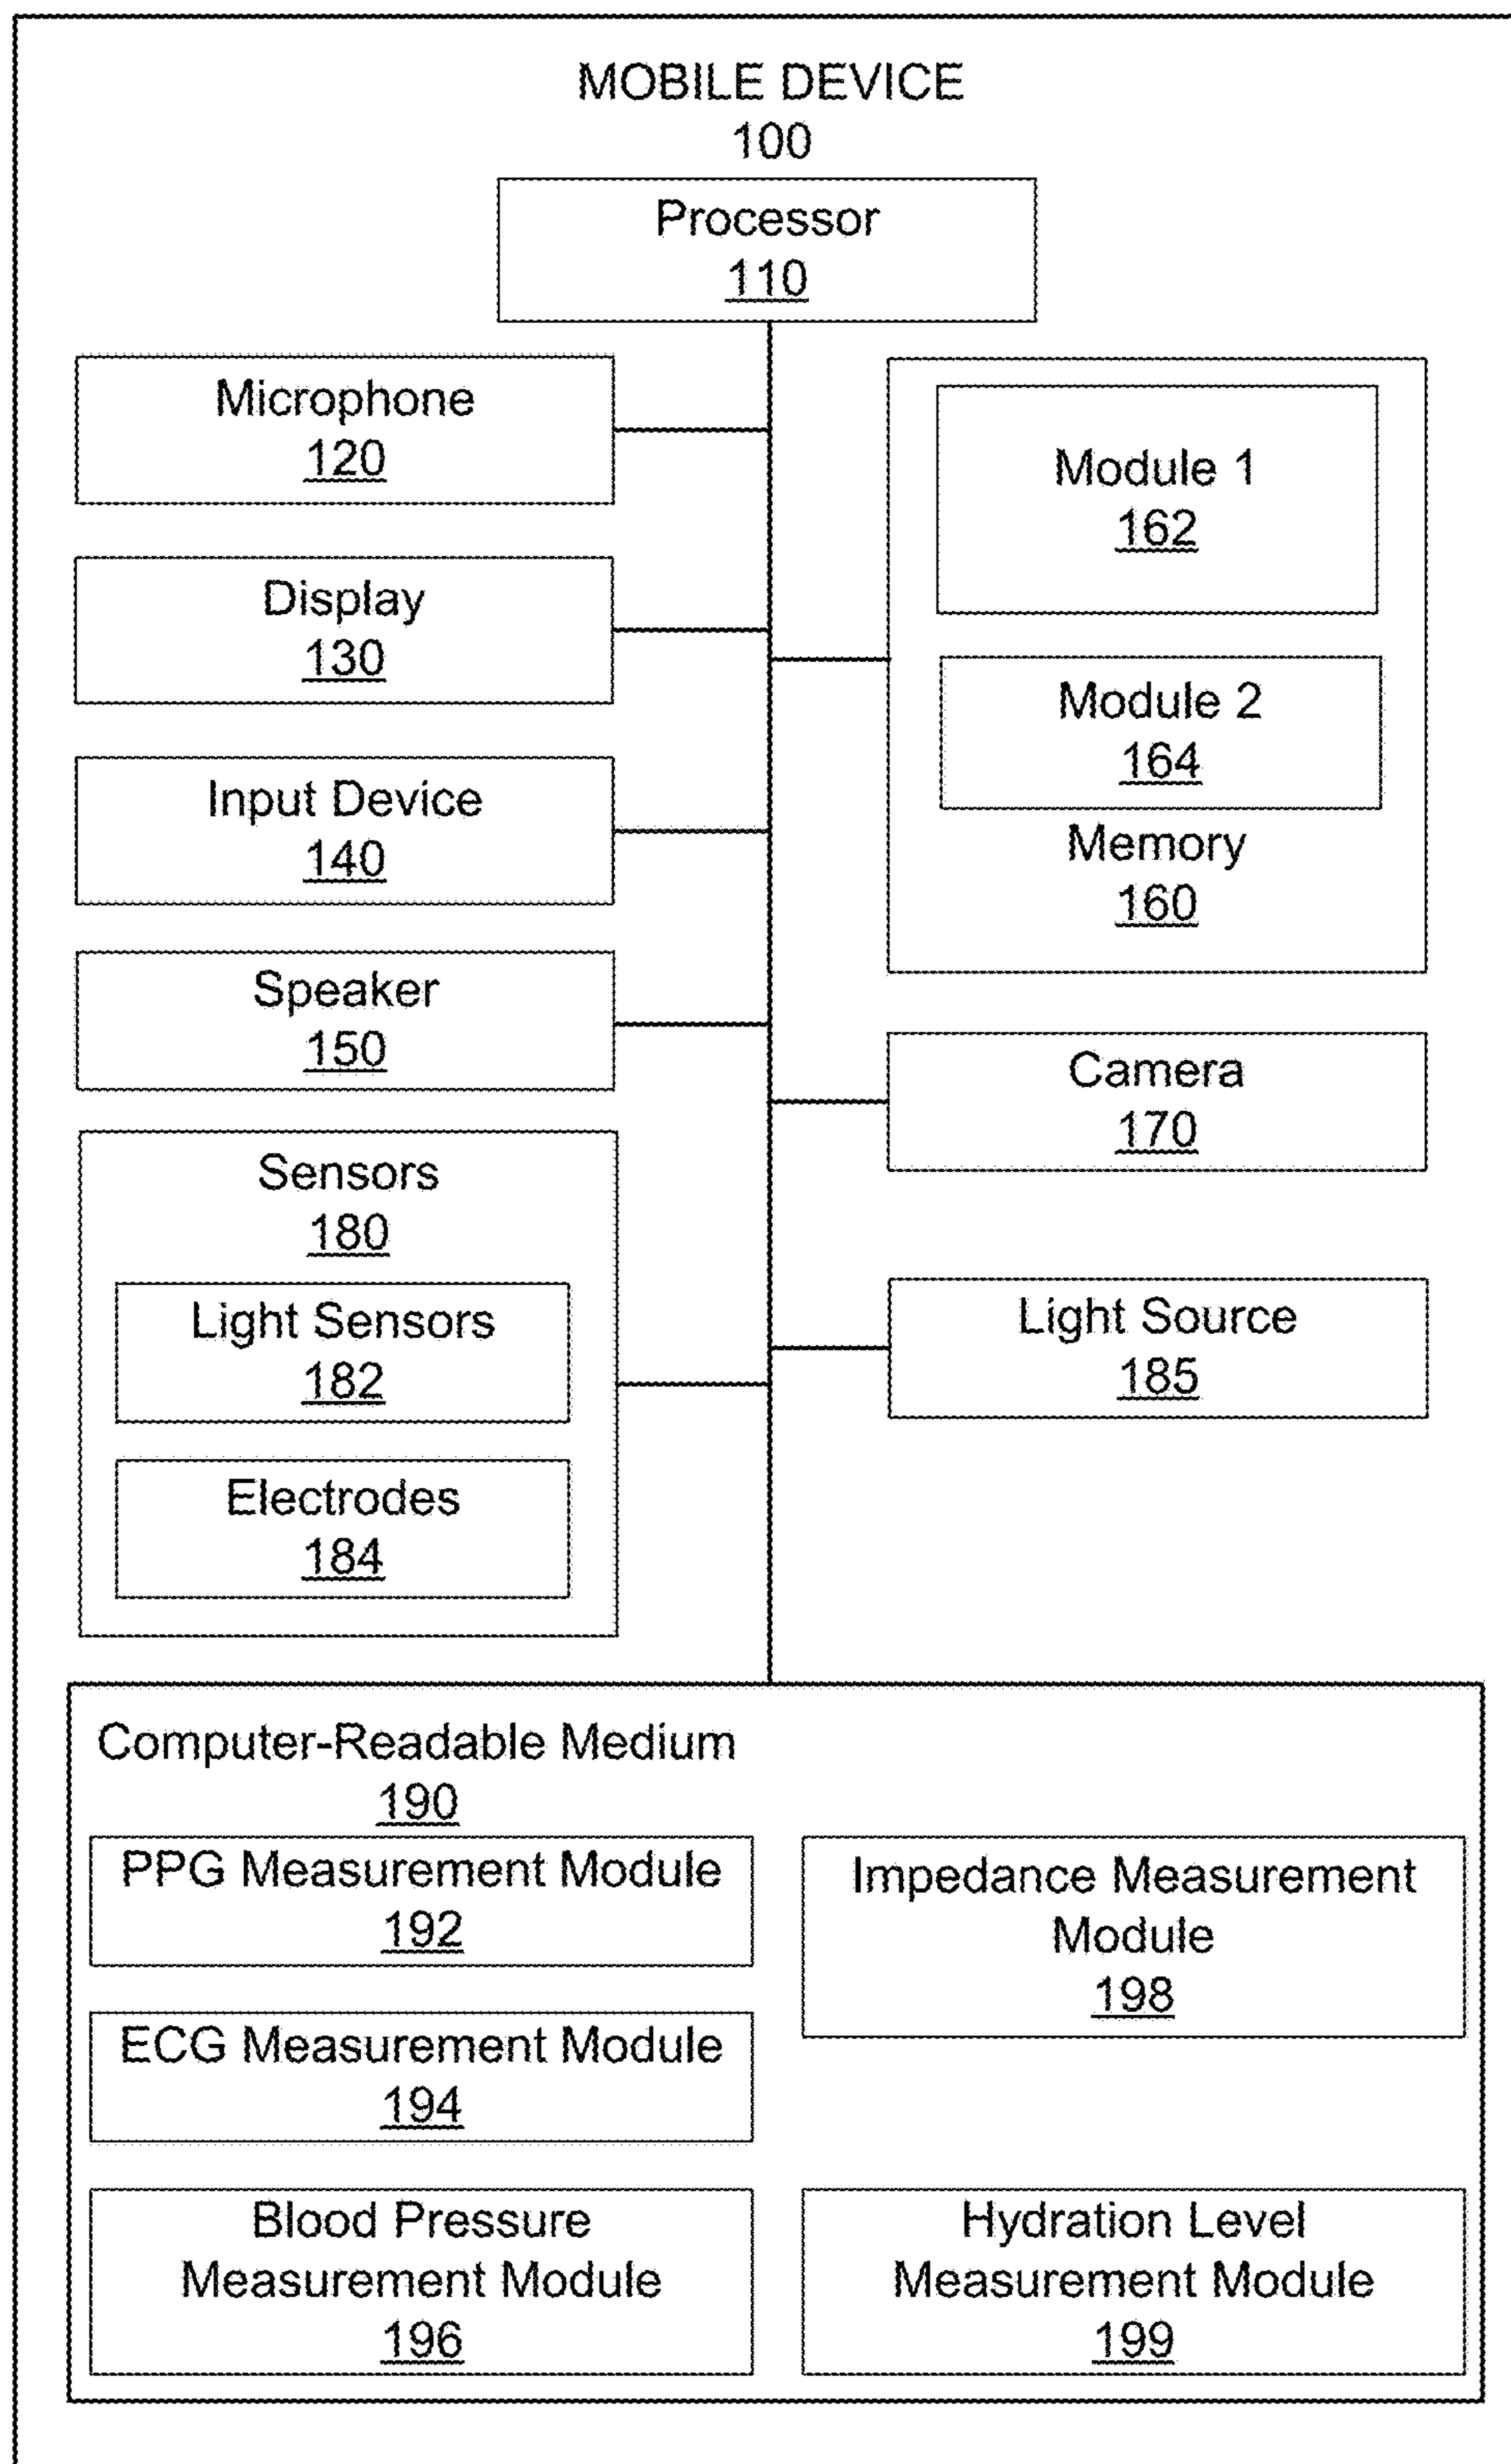 MOBILE DEVICE
100
Processor
110
Microphone
120
Display
130
Input Device
140
Speaker
150
Sensors
180
Light Sensors
182
Electrodes
184
Module 1
162
Module 2
164
Memory
160
Camera
170
Light Source
185
Computer-Readable Medium
190
PPG Measurement Module
192
ECG Measurement Module
194
Blood Pressure
Measurement Module
196
Impedance Measurement
Module
198
Hydration Level
Measurement Module
199